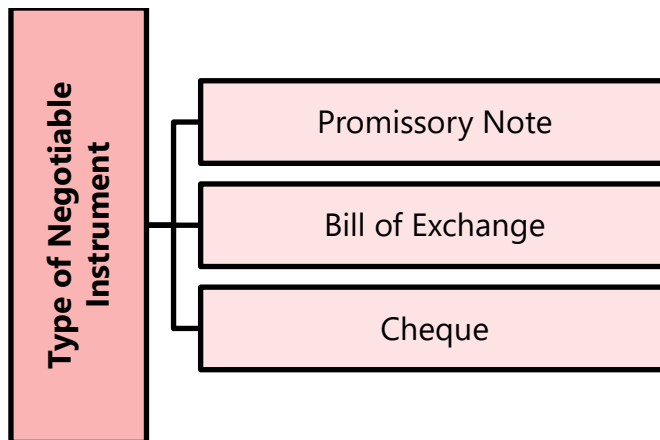 Type of Negotiable
Instrument
Promissory Note
Bill of Exchange
Cheque